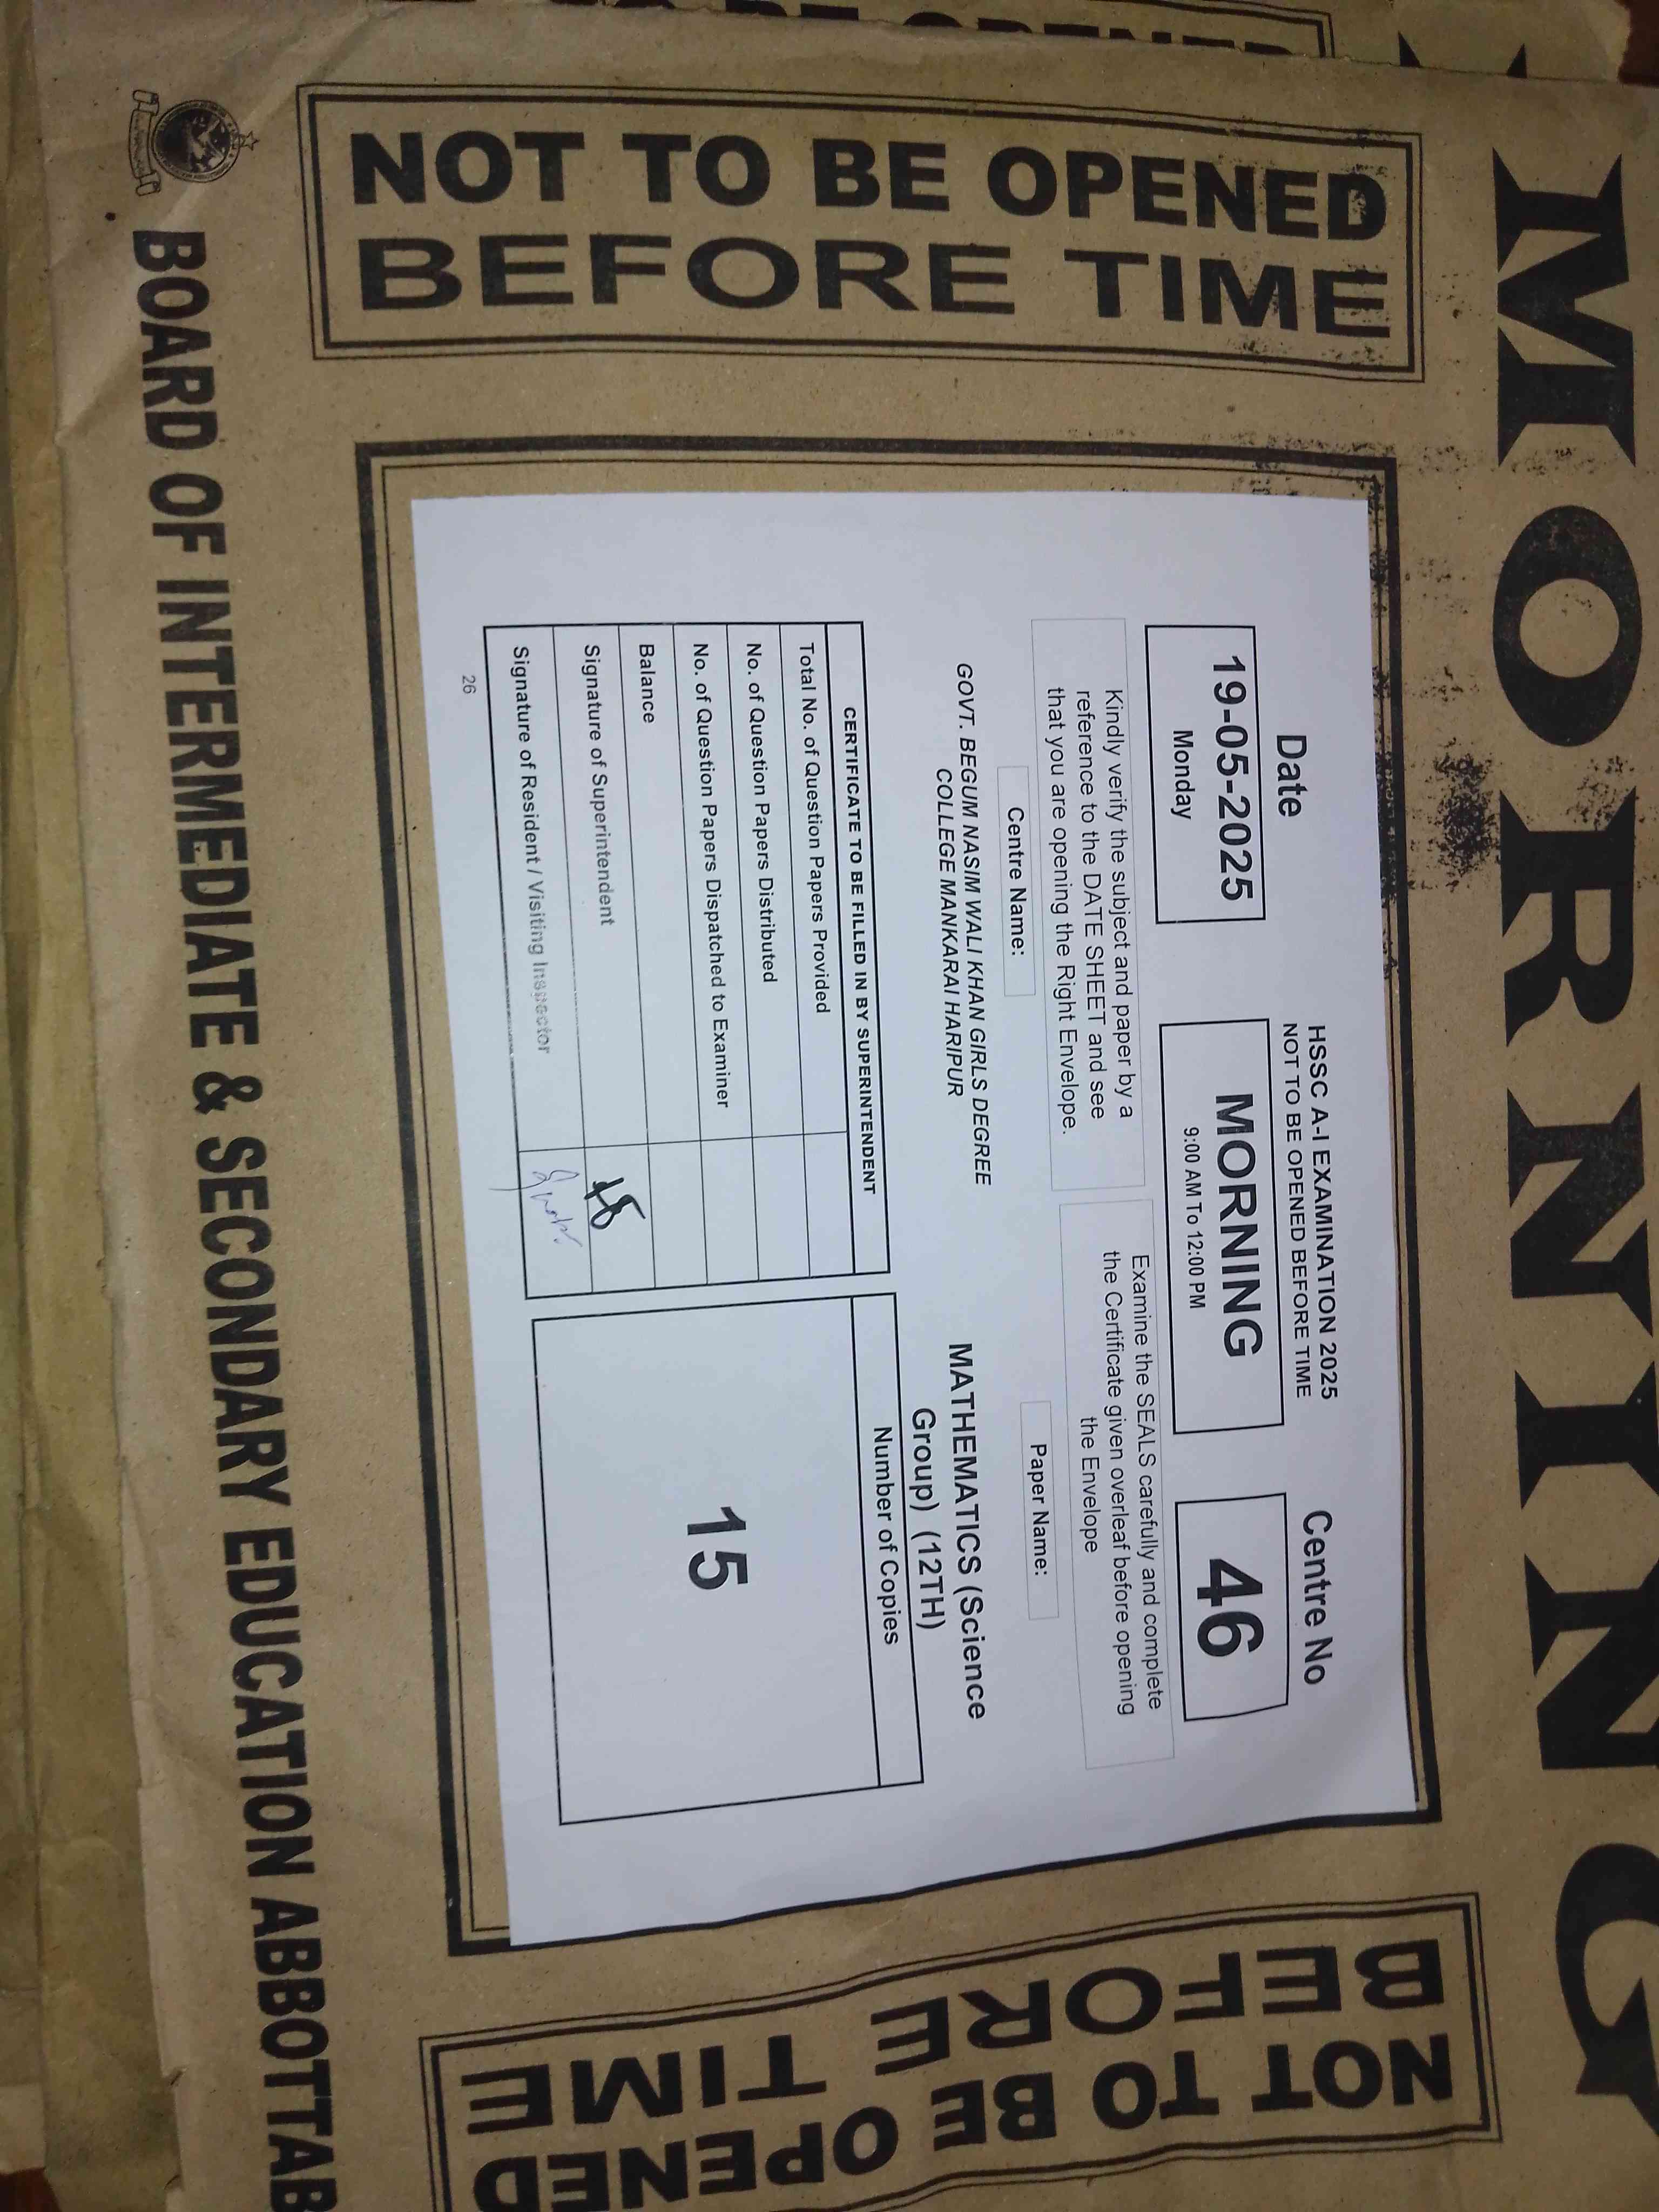 MORNING
NOT TO BE OPENED
BEFORE TIME
HSSC A-I EXAMINATION 2025
NOT TO BE OPENED BEFORE TIME
Date
19-05-2025
Monday
MORNING
9:00 AM To 12:00 PM
Centre No
46
Kindly verify the subject and paper by a
reference to the DATE SHEET and see
that you are opening the Right Envelope.
Examine the SEALS carefully and complete
the Certificate given overleaf before opening
the Envelope
Centre Name:
GOVT. BEGUM NASIM WALI KHAN GIRLS DEGREE
COLLEGE MANKARAI HARIPUR
Paper Name:
MATHEMATICS (Science
Group) (12TH)
CERTIFICATE TO BE FILLED IN BY SUPERINTENDENT
Total No. of Question Papers Provided
No. of Question Papers Distributed
No. of Question Papers Dispatched to Examiner
Balance
Signature of Superintendent
Signature of Resident / Visiting Inspector
26
Number of Copies
15
NOT TO BE OPENED
BEFORE TIME
BOARD OF INTERMEDIATE & SECONDARY EDUCATION ABBOTTAB